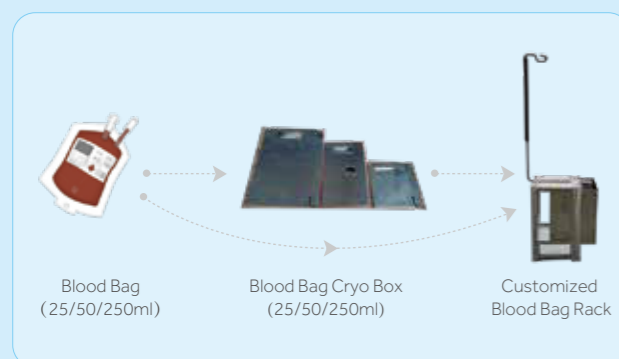 Blood Bag
(25/50/250ml)
Blood Bag Cryo Box
(25/50/250ml)
Customized
Blood Bag Rack